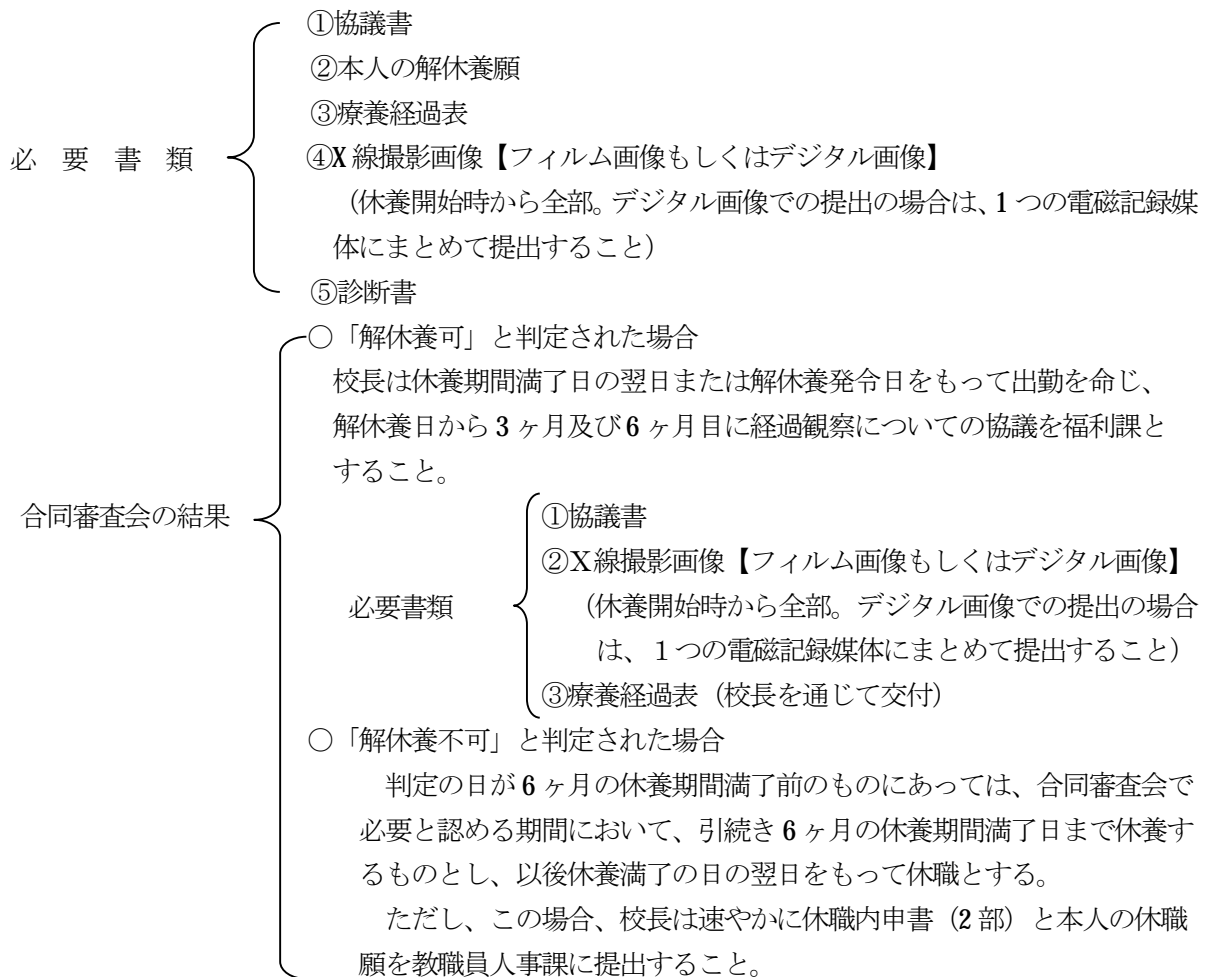 ①協議書
②本人の解休養願
③療養経過表
必要書類
④X線撮影画像【フィルム画像もしくはデジタル画像】
(休養開始時から全部。デジタル画像での提出の場合は、1つの電磁記録媒
体にまとめて提出すること)
⑤診断書
○「解休養可」と判定された場合
校長は休養期間満了日の翌日または解休養発令日をもって出勤を命じ、
解休養日から3ヶ月及び6ヶ月目に経過観察についての協議を福利課と
すること。
合同審査会の結果
①協議書
②X線撮影画像【フィルム画像もしくはデジタル画像】
必要書類
(休養開始時から全部。デジタル画像での提出の場合
は、1つの電磁記録媒体にまとめて提出すること)
③療養経過表(校長を通じて交付)
○「解休養不可」と判定された場合
判定の日が6ヶ月の休養期間満了前のものにあっては、合同審査会で
必要と認める期間において、引続き6ヶ月の休養期間満了日まで休養す
るものとし、以後休養満了の日の翌日をもって休職とする。
ただし、この場合、校長は速やかに休職内申書(2部)と本人の休職
願を教職員人事課に提出すること。